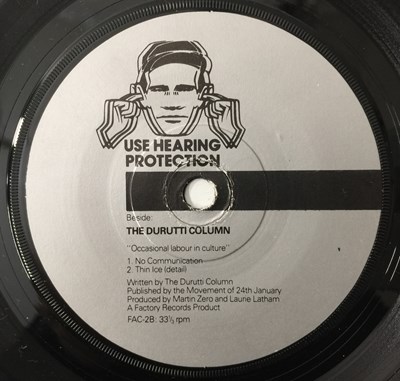 USE HEARING
PROTECTION
Beside:
THE DURUTTI COLUMN
"Occasional labour in culture"
1. No Communication
2. Thin Ice (detail)
Written by The Durutti Column
Published by the Movement of 24th January
Produced by Martin Zero and Laurie Latham
A Factory Records Product
FAC-2B: 33⅓ rpm